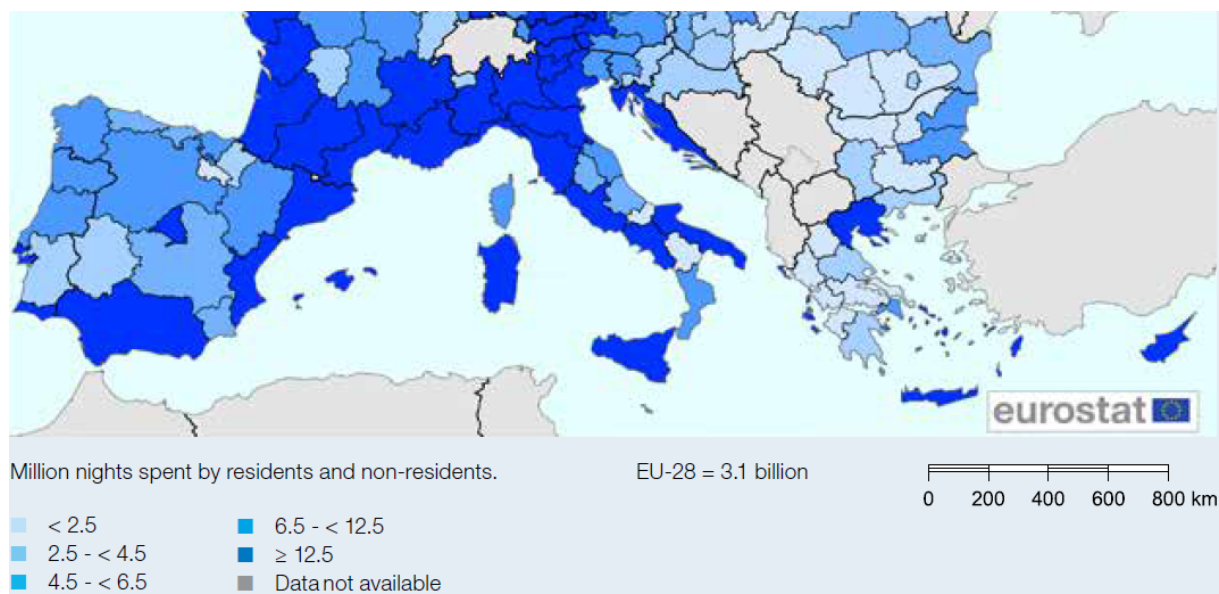 eurostat
Million nights spent by residents and non-residents.
EU-28 = 3.1 billion
0 200 400 600 800 km
< 2.5
2.5 - < 4.5
4.5 - < 6.5
6.5 - < 12.5
≥ 12.5
Data not available